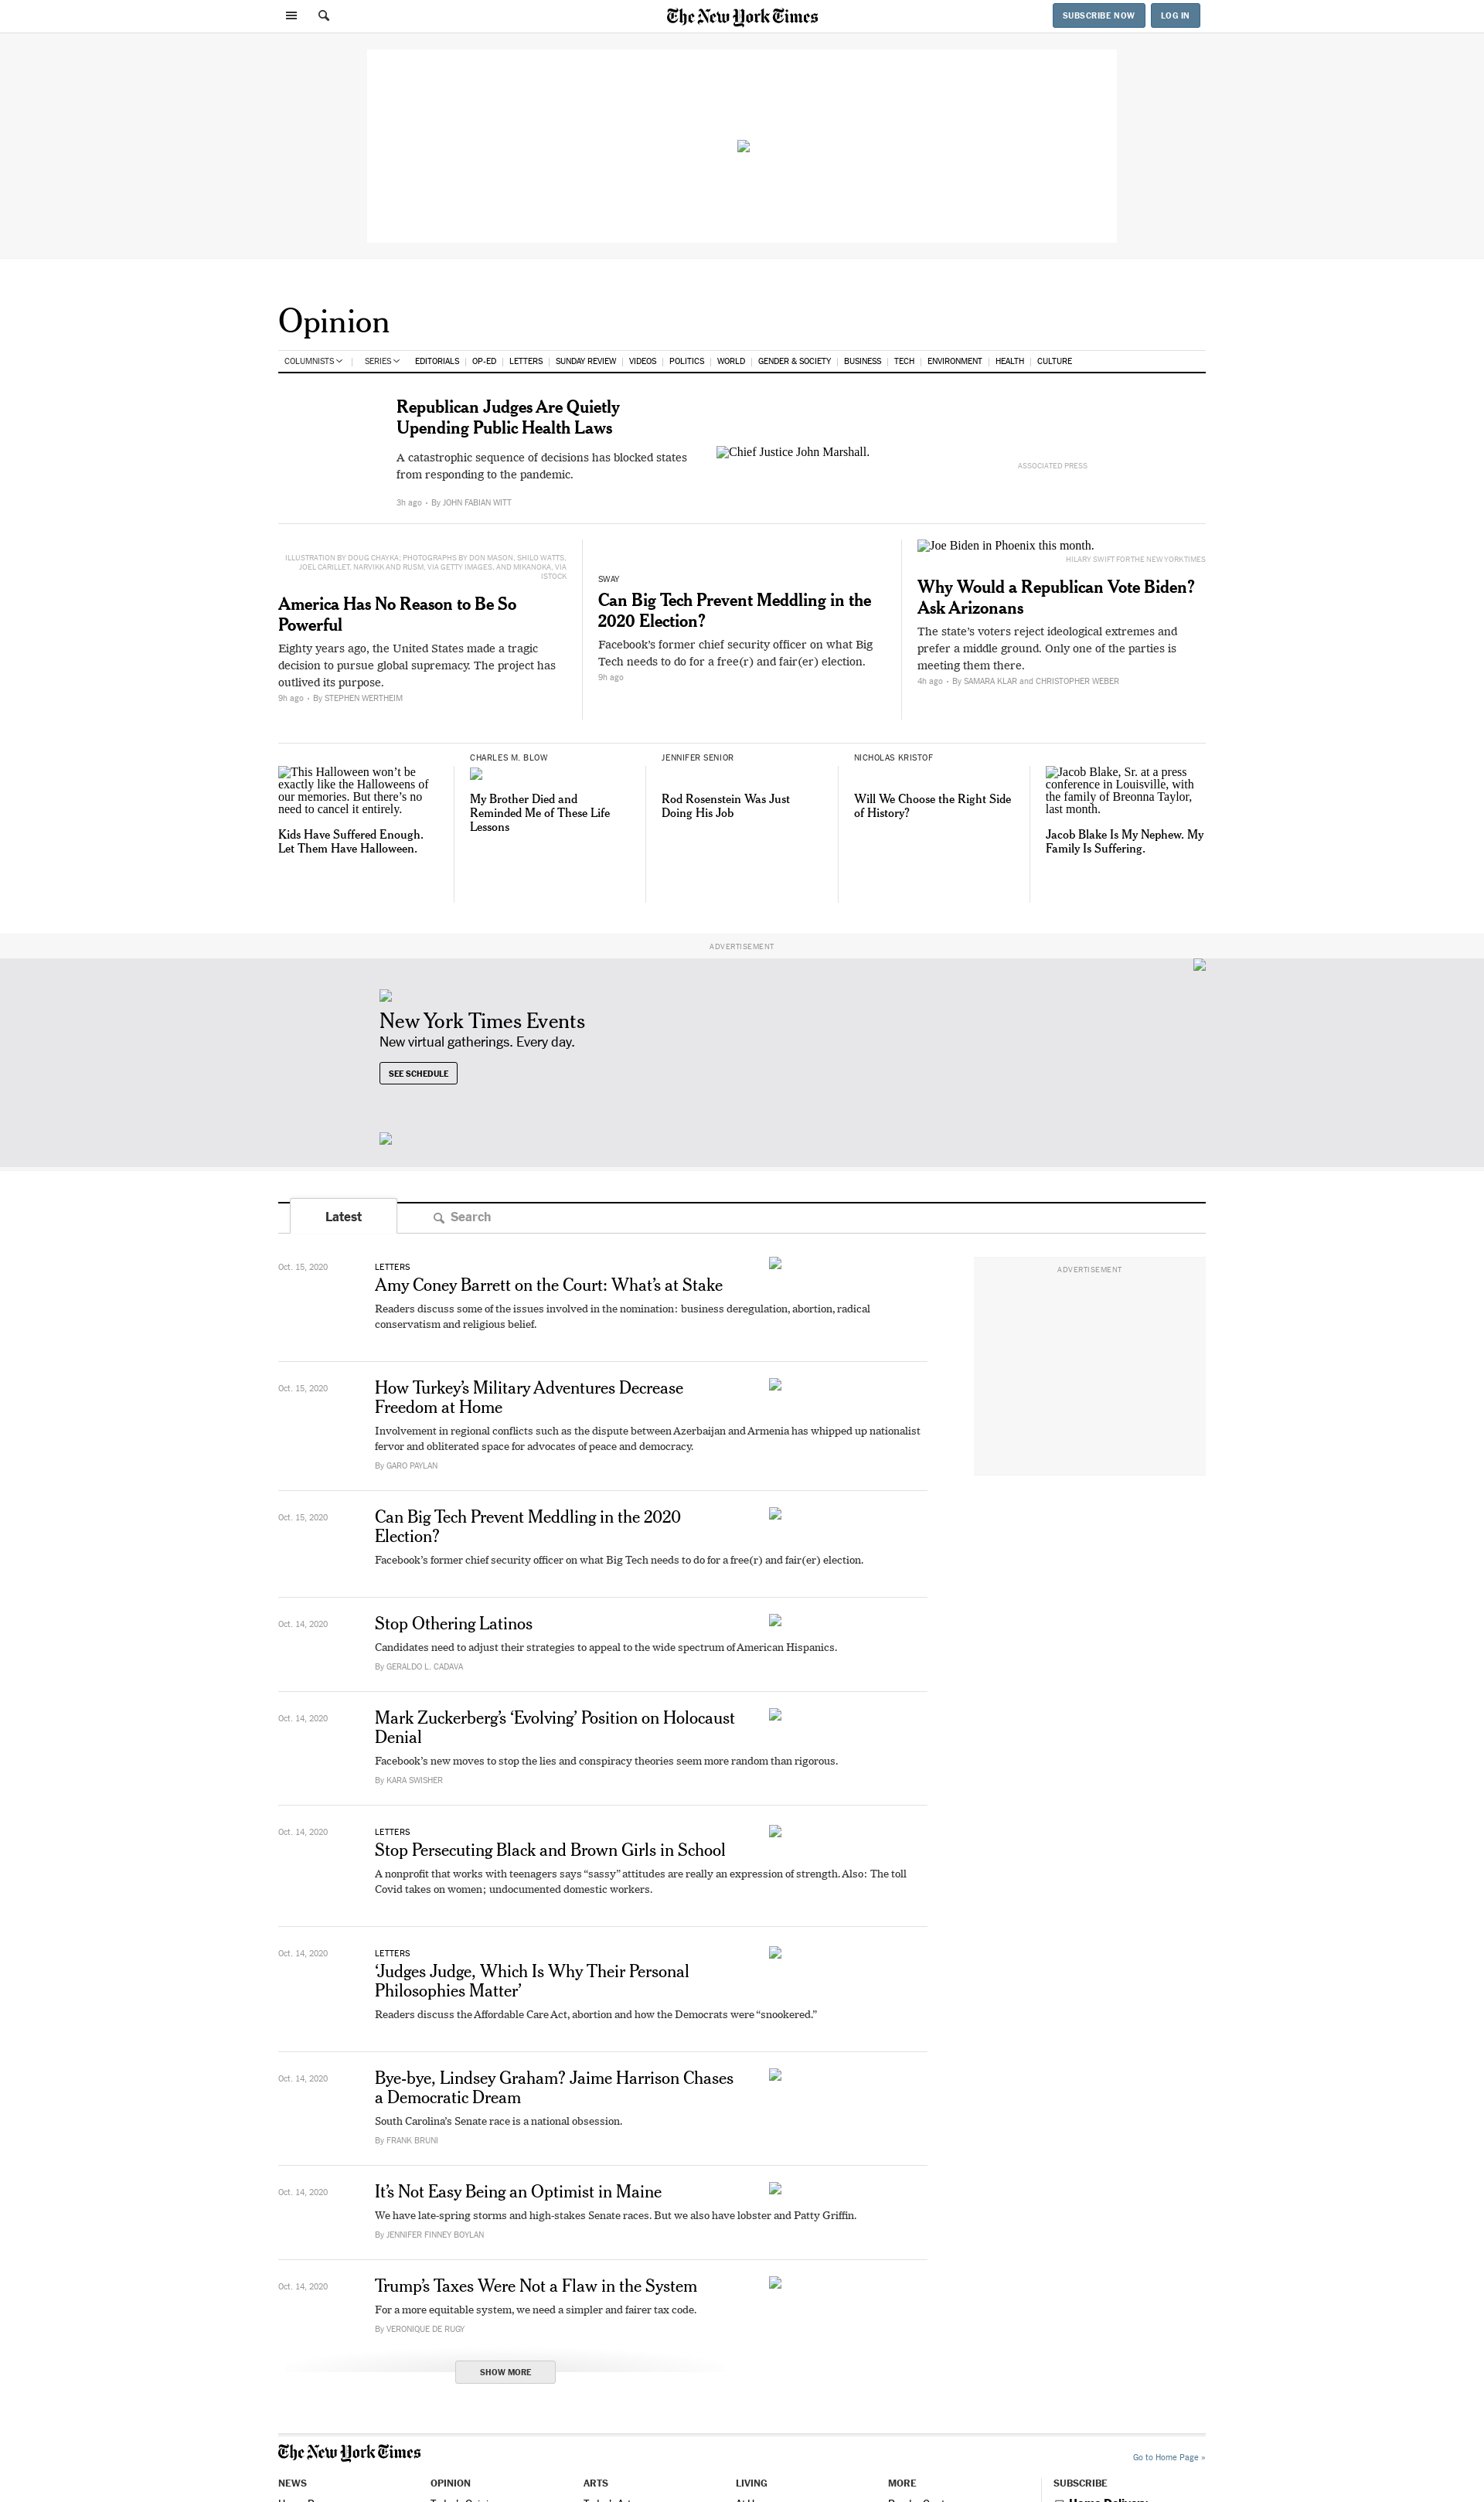 The New York Times
SUBSCRIBE NOW
LOG IN
Opinion
COLUMNISTS
SERIES
EDITORIALS
OP-ED
LETTERS
SUNDAY REVIEW
VIDEOS
POLITICS
WORLD
GENDER & SOCIETY
BUSINESS
TECH
ENVIRONMENT
HEALTH
CULTURE
Republican Judges Are Quietly
Upending Public Health Laws
A catastrophic sequence of decisions has blocked states
from responding to the pandemic.
3h ago • By JOHN FABIAN WITT
Chief Justice John Marshall.
ASSOCIATED PRESS
ILLUSTRATION BY DOUG CHAYKA; PHOTOGRAPHS BY DON MASON, SHILO WATTS,
JOEL CARILLET, NARVIKK AND RUSM, VIA GETTY IMAGES, AND MIKANOKA, VIA
ISTOCK
America Has No Reason to Be So
Powerful
Eighty years ago, the United States made a tragic
decision to pursue global supremacy. The project has
outlived its purpose.
9h ago • By STEPHEN WERTHEIM
SWAY
Can Big Tech Prevent Meddling in the
2020 Election?
Facebook’s former chief security officer on what Big
Tech needs to do for a free(r) and fair(er) election.
9h ago
Joe Biden in Phoenix this month.
HILARY SWIFT FOR THE NEW YORK TIMES
Why Would a Republican Vote Biden?
Ask Arizonans
The state’s voters reject ideological extremes and
prefer a middle ground. Only one of the parties is
meeting them there.
4h ago • By SAMARA KLAR and CHRISTOPHER WEBER
This Halloween won’t be
exactly like the Halloweens of
our memories. But there’s no
need to cancel it entirely.
Kids Have Suffered Enough.
Let Them Have Halloween.
CHARLES M. BLOW
My Brother Died and
Reminded Me of These Life
Lessons
JENNIFER SENIOR
Rod Rosenstein Was Just
Doing His Job
NICHOLAS KRISTOF
Will We Choose the Right Side
of History?
Jacob Blake, Sr. at a press
conference in Louisville, with
the family of Breonna Taylor,
last month.
Jacob Blake Is My Nephew. My
Family Is Suffering.
ADVERTISEMENT
New York Times Events
New virtual gatherings. Every day.
SEE SCHEDULE
Latest
Search
Oct. 15, 2020
LETTERS
Amy Coney Barrett on the Court: What’s at Stake
Readers discuss some of the issues involved in the nomination: business deregulation, abortion, radical
conservatism and religious belief.
ADVERTISEMENT
Oct. 15, 2020
How Turkey’s Military Adventures Decrease
Freedom at Home
Involvement in regional conflicts such as the dispute between Azerbaijan and Armenia has whipped up nationalist
fervor and obliterated space for advocates of peace and democracy.
By GARO PAYLAN
Oct. 15, 2020
Can Big Tech Prevent Meddling in the 2020
Election?
Facebook’s former chief security officer on what Big Tech needs to do for a free(r) and fair(er) election.
Oct. 14, 2020
Stop Othering Latinos
Candidates need to adjust their strategies to appeal to the wide spectrum of American Hispanics.
By GERALDO L. CADAVA
Oct. 14, 2020
Mark Zuckerberg’s ‘Evolving’ Position on Holocaust
Denial
Facebook’s new moves to stop the lies and conspiracy theories seem more random than rigorous.
By KARA SWISHER
Oct. 14, 2020
LETTERS
Stop Persecuting Black and Brown Girls in School
A nonprofit that works with teenagers says “sassy” attitudes are really an expression of strength. Also: The toll
Covid takes on women; undocumented domestic workers.
Oct. 14, 2020
LETTERS
‘Judges Judge, Which Is Why Their Personal
Philosophies Matter’
Readers discuss the Affordable Care Act, abortion and how the Democrats were “snookered.”
Oct. 14, 2020
Bye-bye, Lindsey Graham? Jaime Harrison Chases
a Democratic Dream
South Carolina’s Senate race is a national obsession.
By FRANK BRUNI
Oct. 14, 2020
It’s Not Easy Being an Optimist in Maine
We have late-spring storms and high-stakes Senate races. But we also have lobster and Patty Griffin.
By JENNIFER FINNEY BOYLAN
Oct. 14, 2020
Trump’s Taxes Were Not a Flaw in the System
For a more equitable system, we need a simpler and fairer tax code.
By VERONIQUE DE RUGY
SHOW MORE
The New York Times
Go to Home Page »
NEWS
OPINION
ARTS
LIVING
MORE
SUBSCRIBE